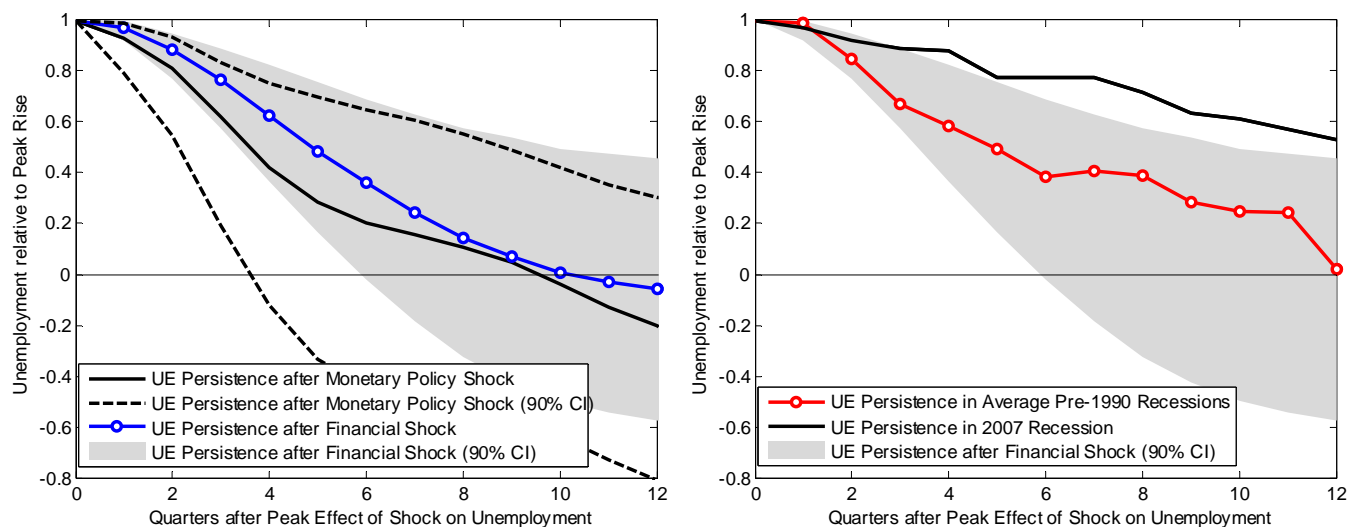 1
0.8
0.6
0.4
0.2
0
-0.2
-0.4
-0.6
-0.8
0 2 4 6 8 10 12
Unemployment relative to Peak Rise
Quarters after Peak Effect of Shock on Unemployment
UE Persistence after Monetary Policy Shock
UE Persistence after Monetary Policy Shock (90% CI)
UE Persistence after Financial Shock
UE Persistence after Financial Shock (90% CI)
1
0.8
0.6
0.4
0.2
0
-0.2
-0.4
-0.6
-0.8
0 2 4 6 8 10 12
Unemployment relative to Peak Rise
Quarters after Peak Effect of Shock on Unemployment
UE Persistence in Average Pre-1990 Recessions
UE Persistence in 2007 Recession
UE Persistence after Financial Shock (90% CI)